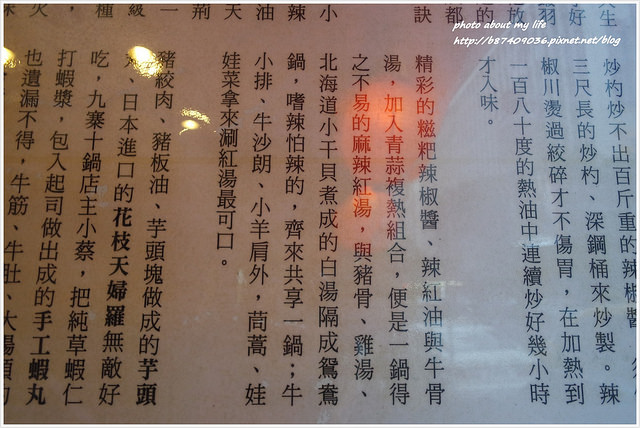 photo about my life
http://b87409036.pixnet.net/blog
炒杓炒不出百斤重的辣椒醬
三尺長的炒杓、深鋼桶來炒製。辣
椒川燙過絞碎才不傷胃，在加熱到
一百八十度的熱油中連續炒好幾小時
才入味。
精彩的糍粑辣椒醬、辣紅油與牛骨
湯，加入青蒜複熱組合，便是一鍋得
之不易的麻辣紅湯，與豬骨、雞湯、
北海道小干貝煮成的白湯隔成鴛鴦
鍋，嗜辣怕辣的，齊來共享一鍋；牛
小排、牛沙朗、小羊肩外，茼蒿、娃
娃菜拿來涮紅湯最可口。
豬絞肉、豬板油、芋頭塊做成的芋頭
、日本進口的花枝天婦羅無敵好
吃，九寨十鍋店主小蔡，把純草蝦仁
打蝦漿，包入起司做出成的手工蝦丸
也遺漏不得，牛筋、牛肚、大腸頭